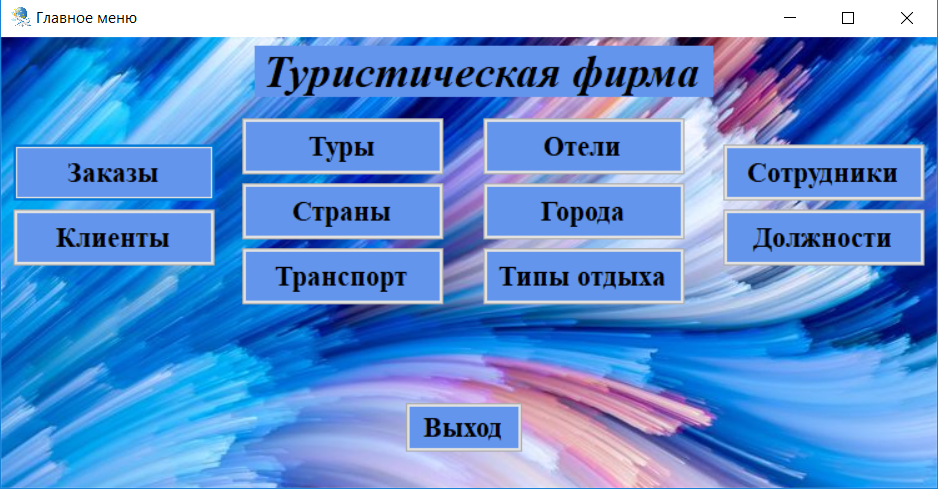 Главное меню
Туристическая фирма
Заказы
Клиенты
Туры
Страны
Транспорт
Отели
Города
Типы отдыха
Сотрудники
Должности
Выход